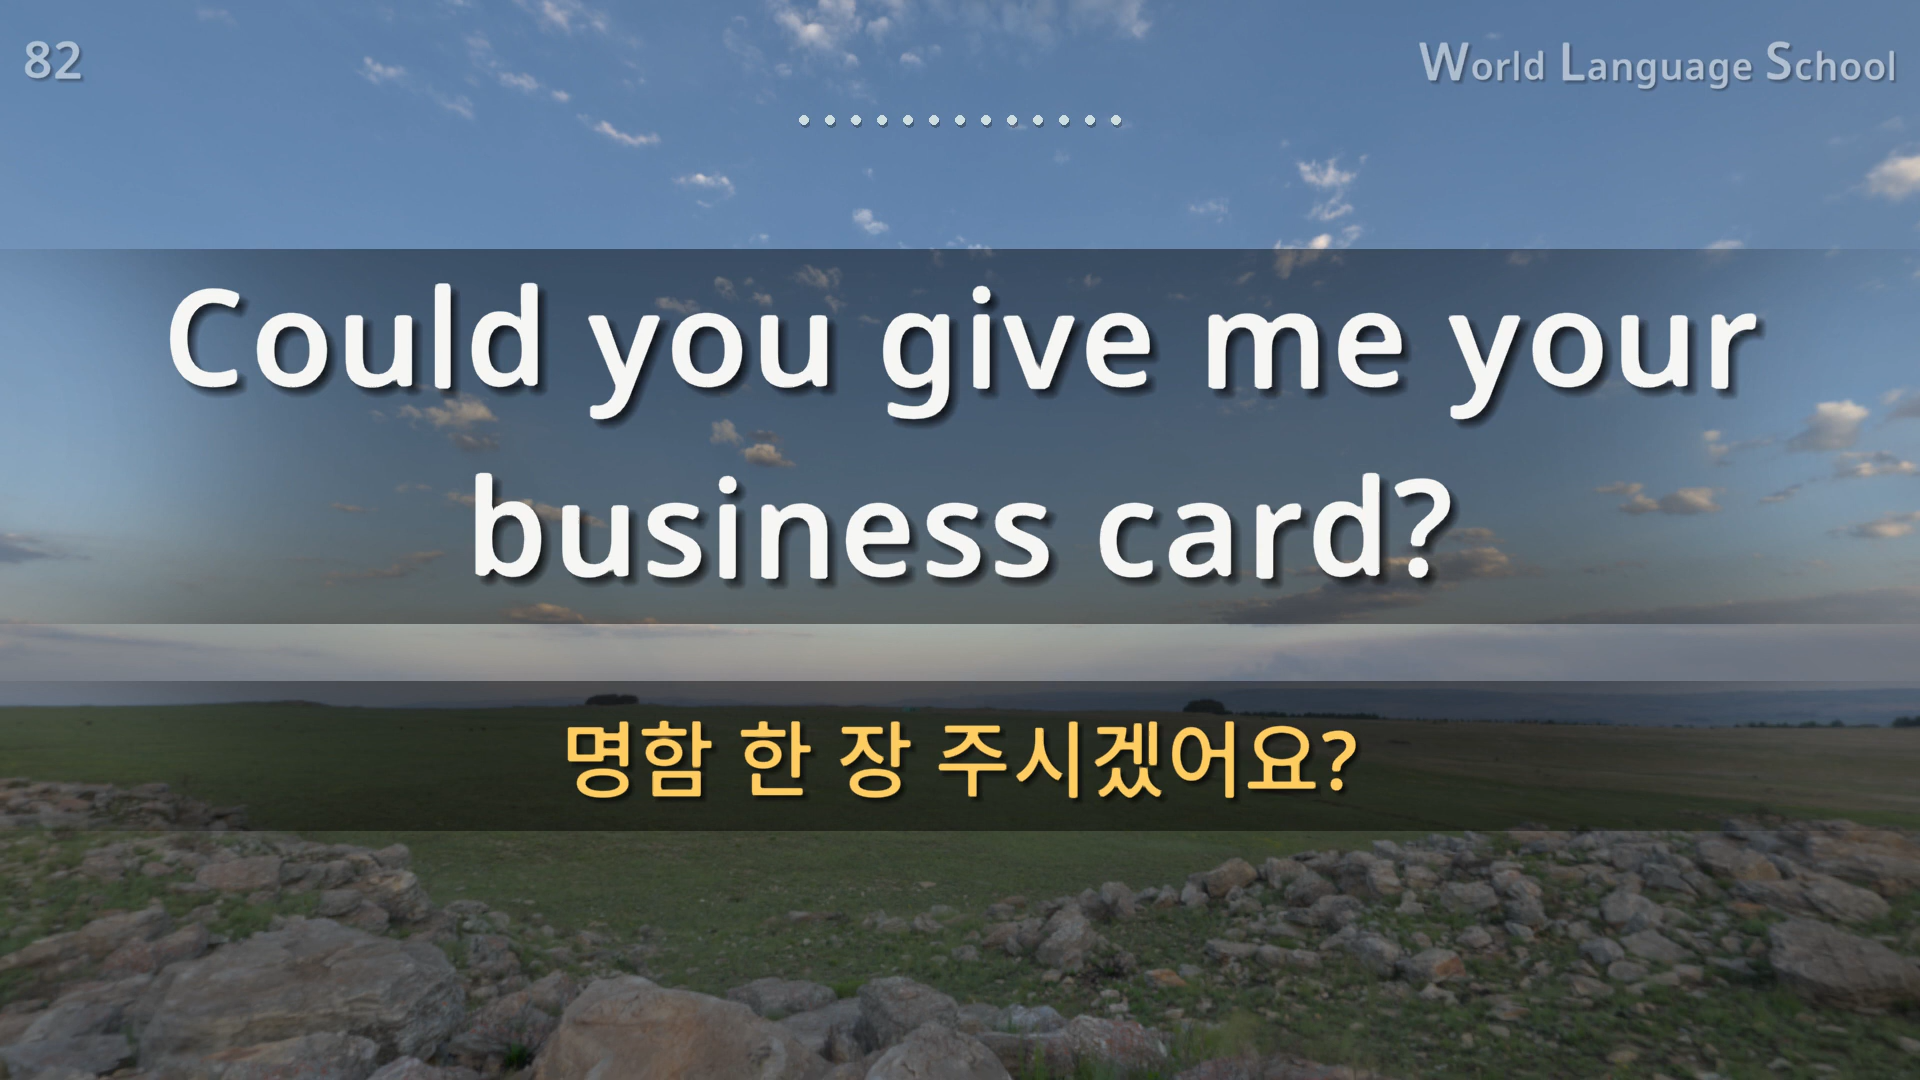 82
World Language School
Could you give me your
business card?
명함 한 장 주시겠어요?